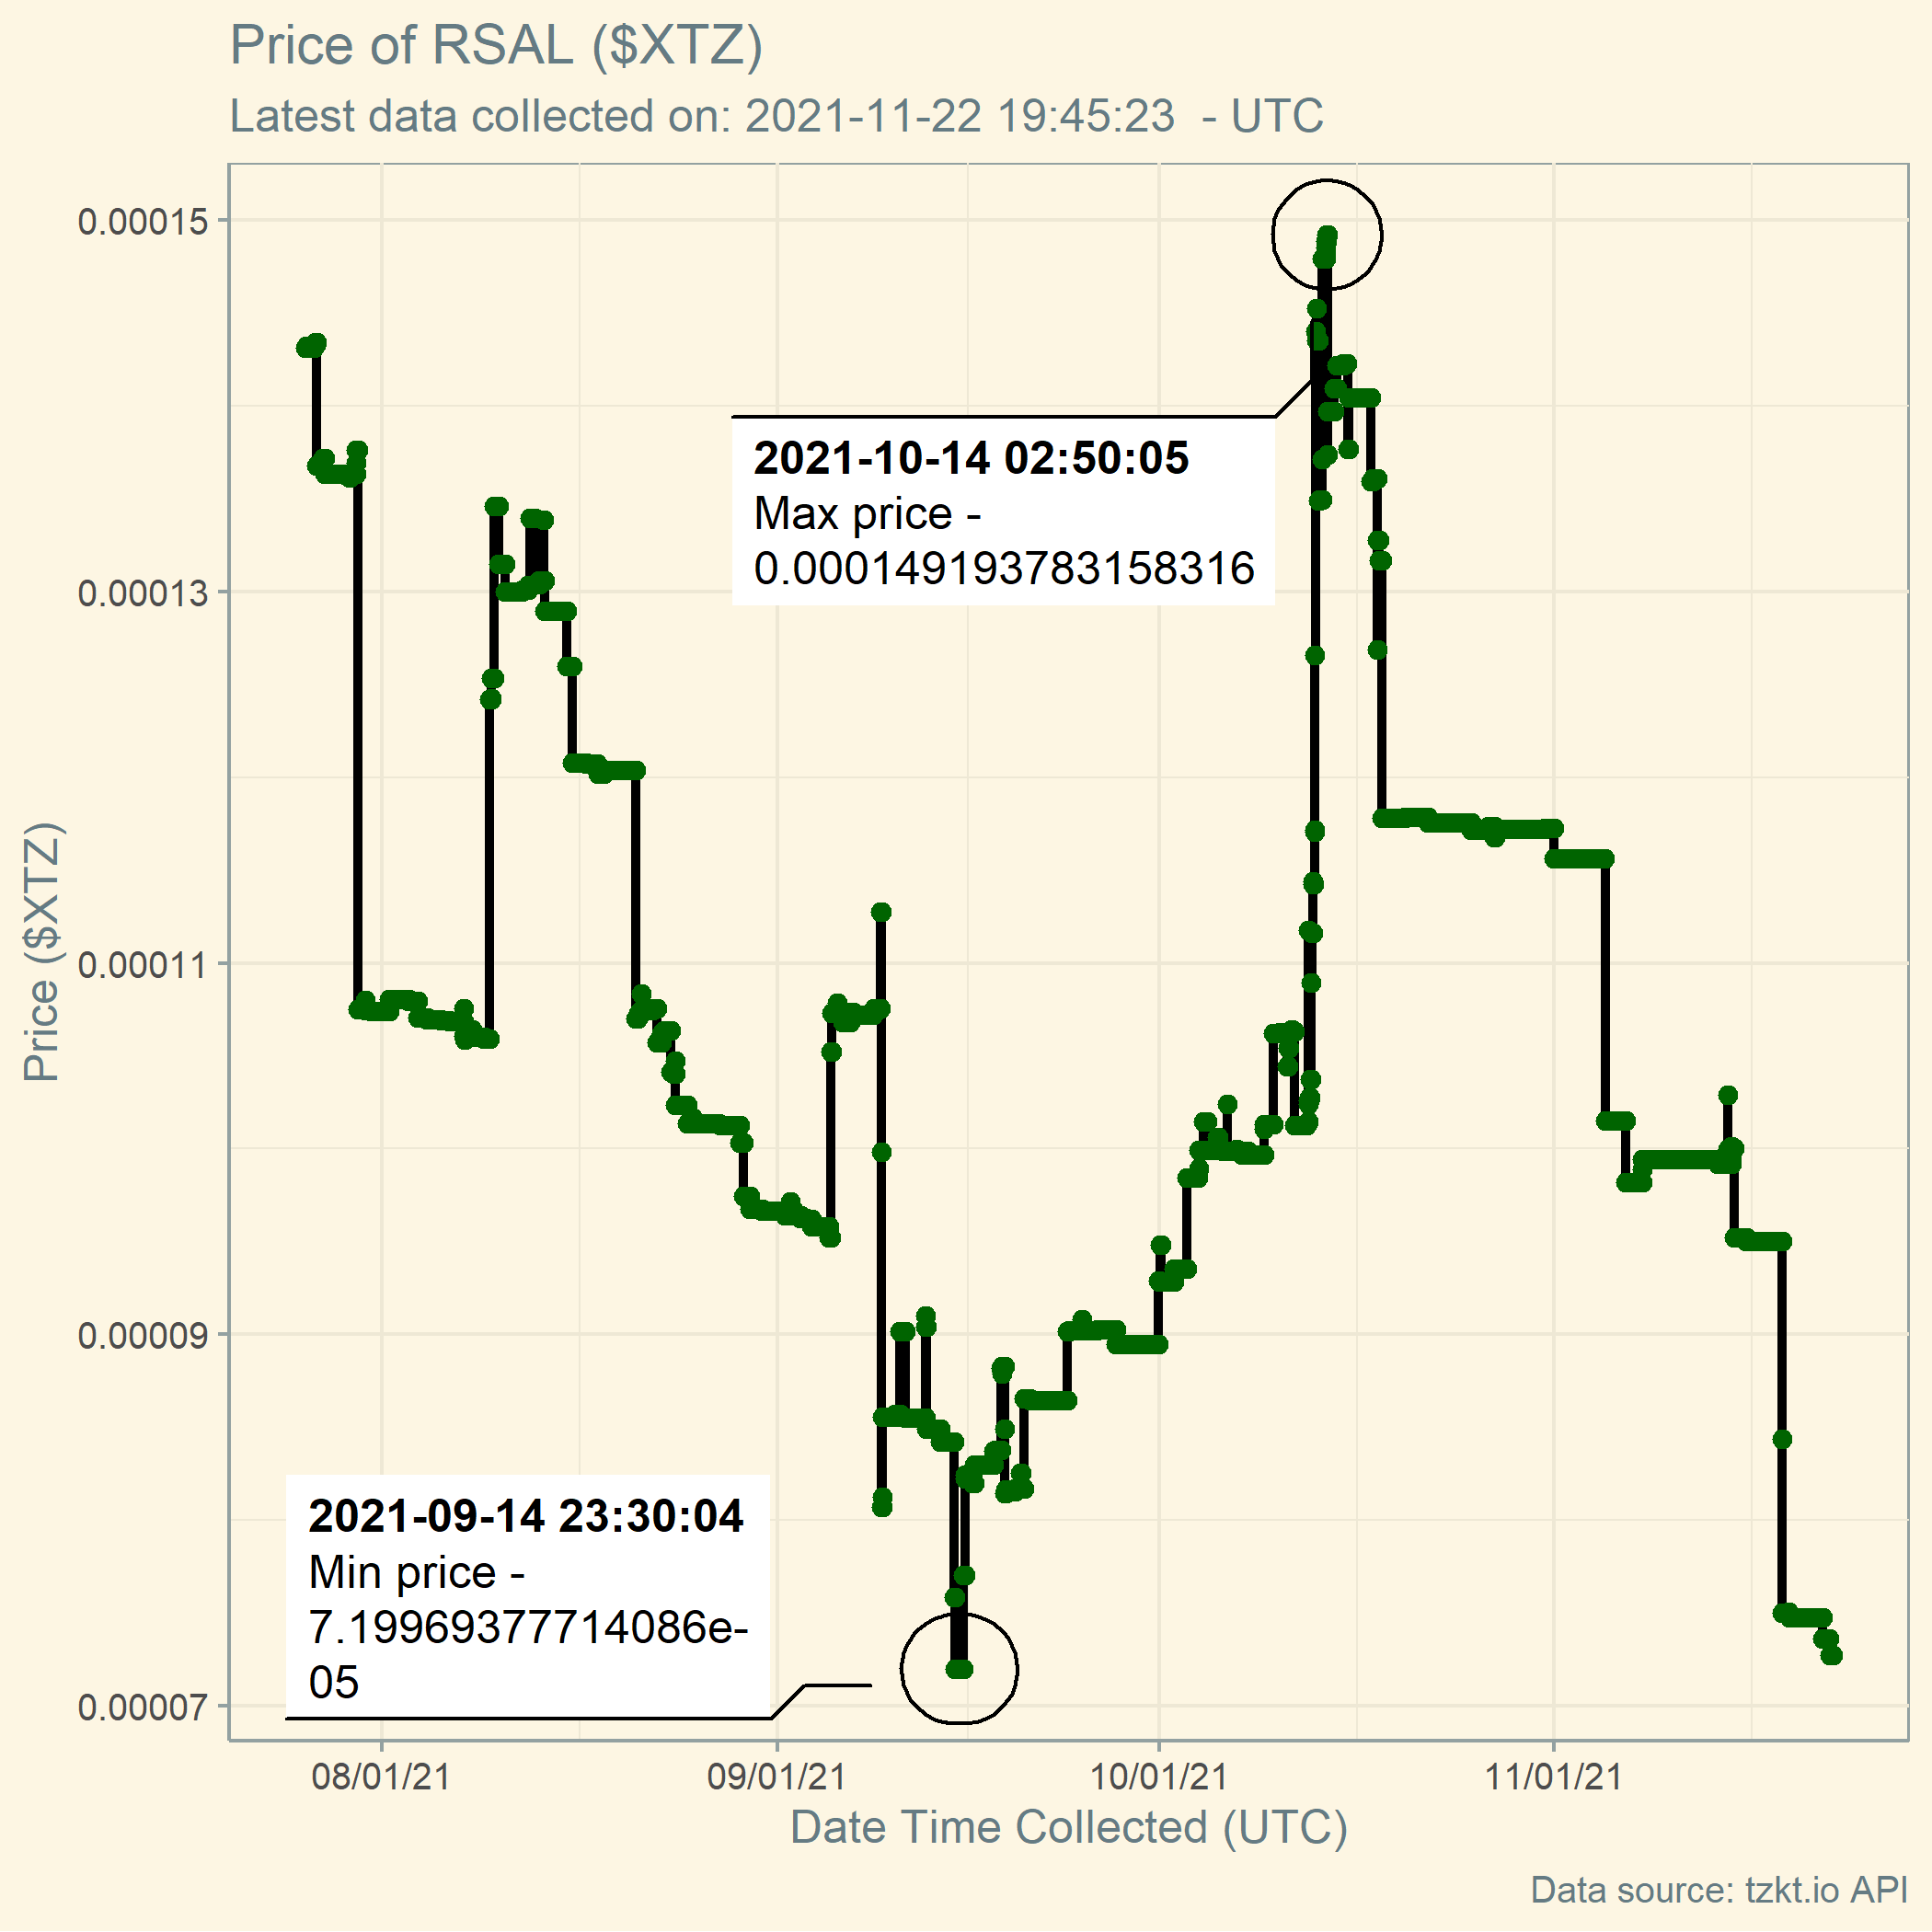 Price of RSAL ($XTZ)
Latest data collected on: 2021-11-22 19:45:23  - UTC
0.00015
0.00013
0.00011
0.00009
0.00007
Price ($XTZ)
2021-10-14 02:50:05
Max price -
0.000149193783158316
2021-09-14 23:30:04
Min price -
7.19969377714086e-
05
08/01/21
09/01/21
10/01/21
11/01/21
Date Time Collected (UTC)
Data source: tzkt.io API